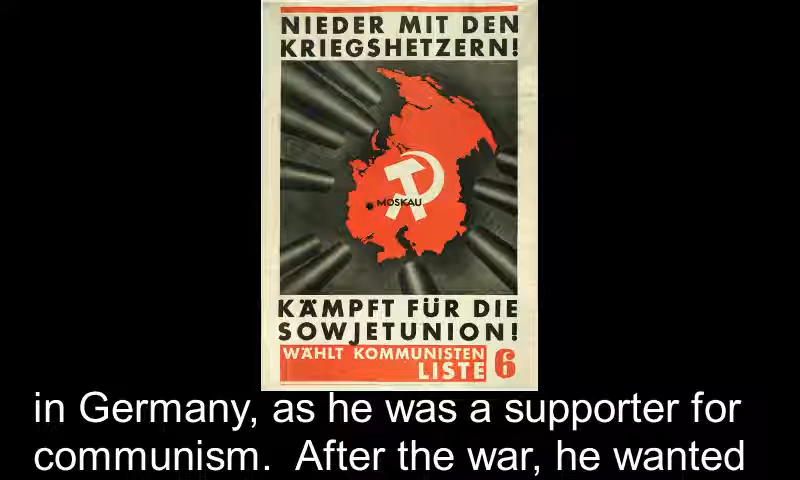 NIEDER MIT DEN
KRIEGSHETZERN!
MOSKAU
KÄMPFT FÜR DIE
SOWJETUNION!
WÄHLT KOMMUNISTEN
LISTE 6
in Germany, as he was a supporter for
communism.  After the war, he wanted